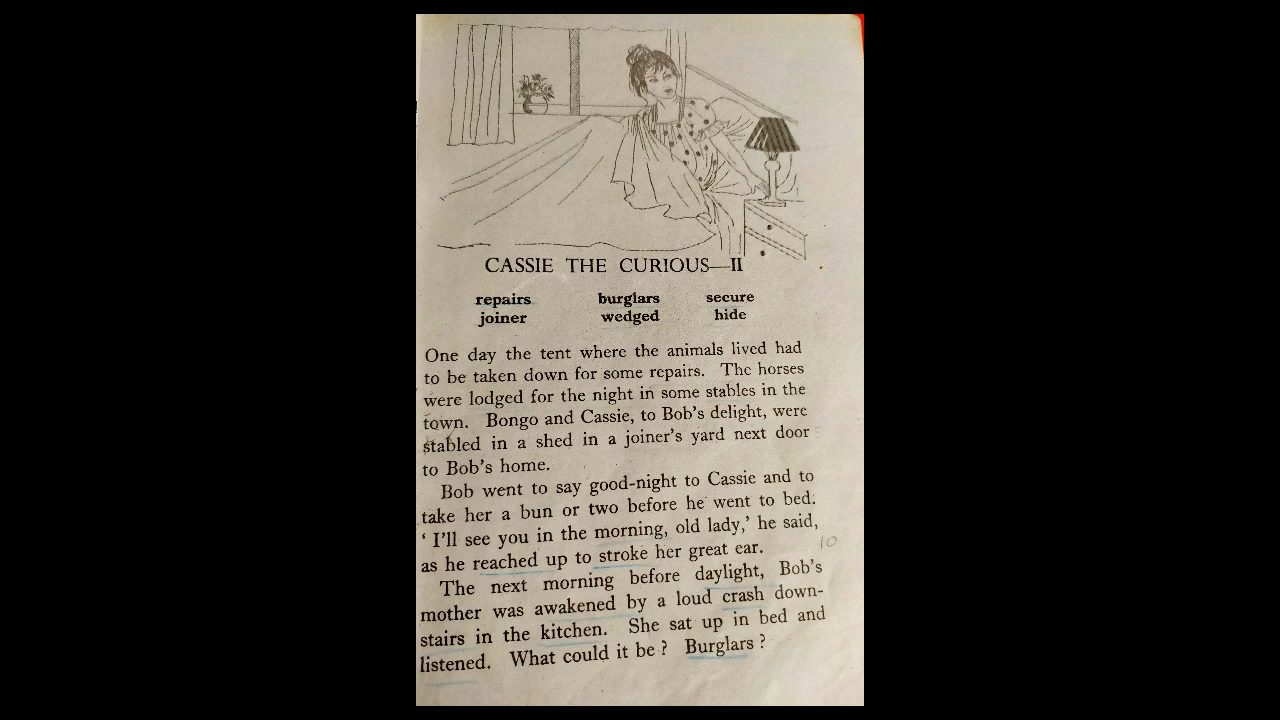 CASSIE THE CURIOUS—II
repairs burglars secure
joiner wedged hide
One day the tent where the animals lived had
to be taken down for some repairs. The horses
were lodged for the night in some stables in the
town. Bongo and Cassie, to Bob's delight, were
stabled in a shed in a joiner's yard next door
to Bob's home.
Bob went to say good-night to Cassie and to
take her a bun or two before he went to bed.
‘ I'll see you in the morning, old lady,’ he said,
as he reached up to stroke her great ear.
10
The next morning before daylight, Bob's
mother was awakened by a loud crash down-
stairs in the kitchen. She sat up in bed and
listened. What could it be ? Burglars ?